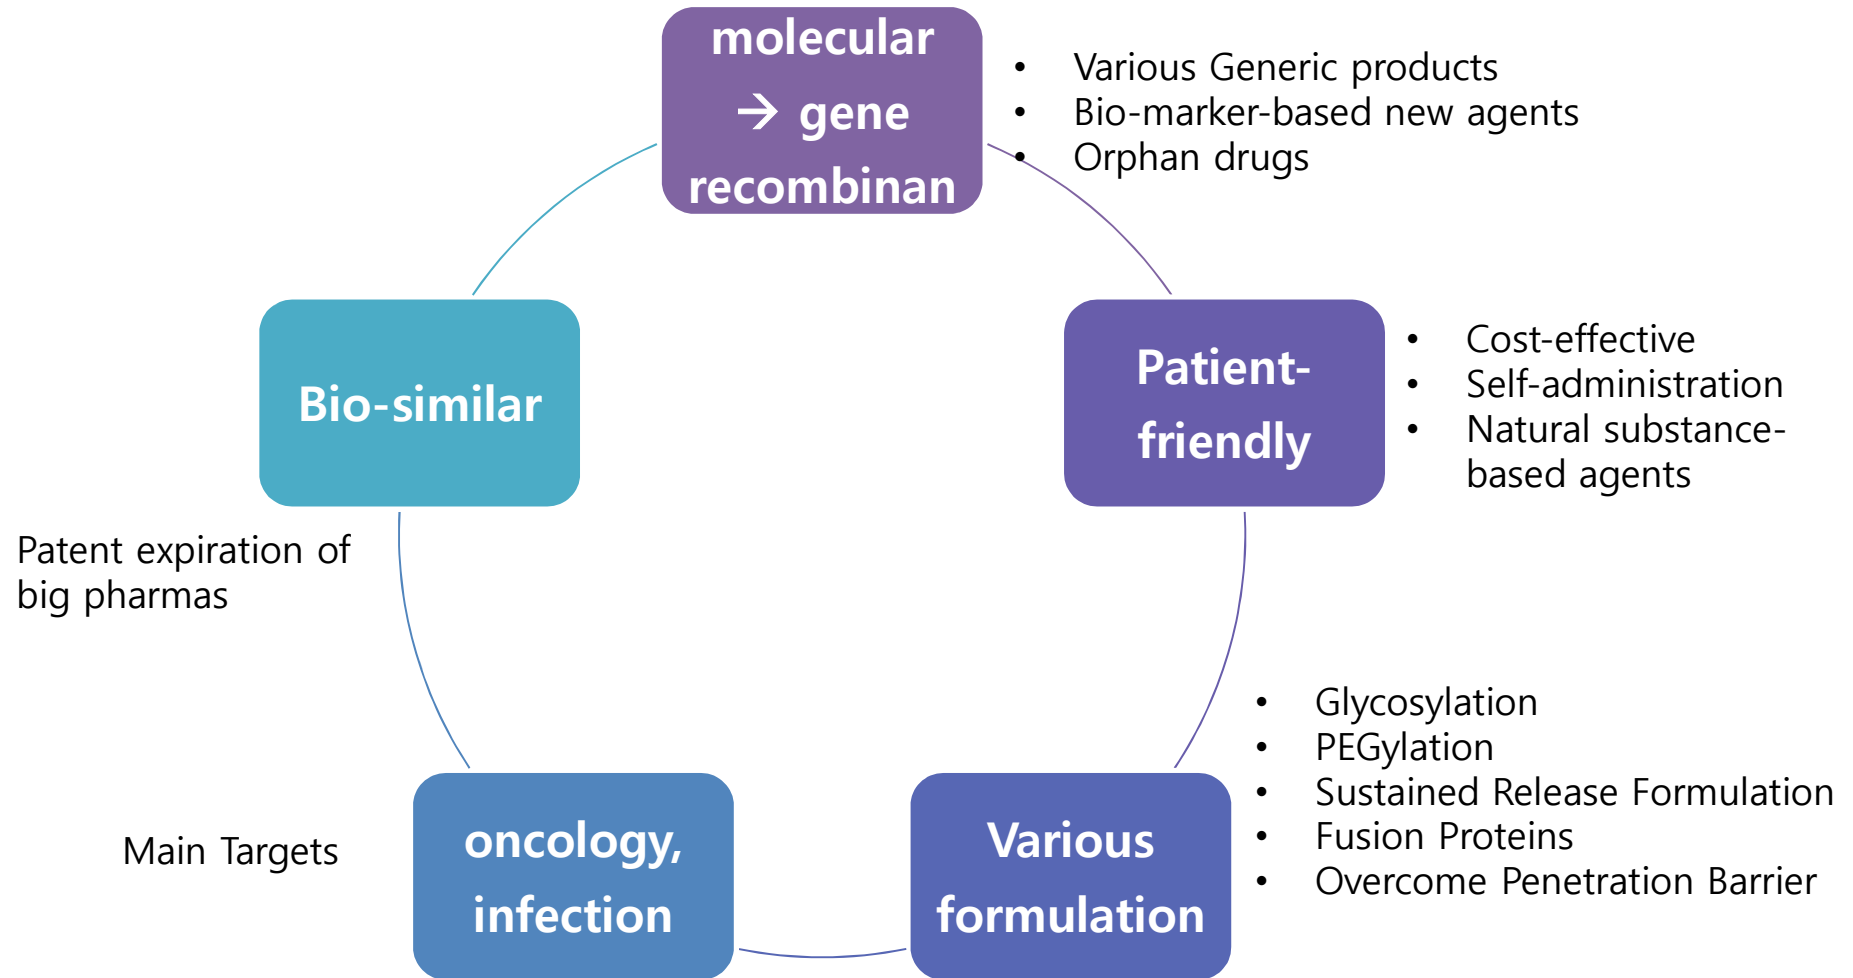 molecular
→ gene
recombinan
• Various Generic products
• Bio-marker-based new agents
• Orphan drugs
Patient-
friendly
• Cost-effective
• Self-administration
• Natural substance-
based agents
Various
formulation
• Glycosylation
• PEGylation
• Sustained Release Formulation
• Fusion Proteins
• Overcome Penetration Barrier
oncology,
infection
Main Targets
Bio-similar
Patent expiration of
big pharmas